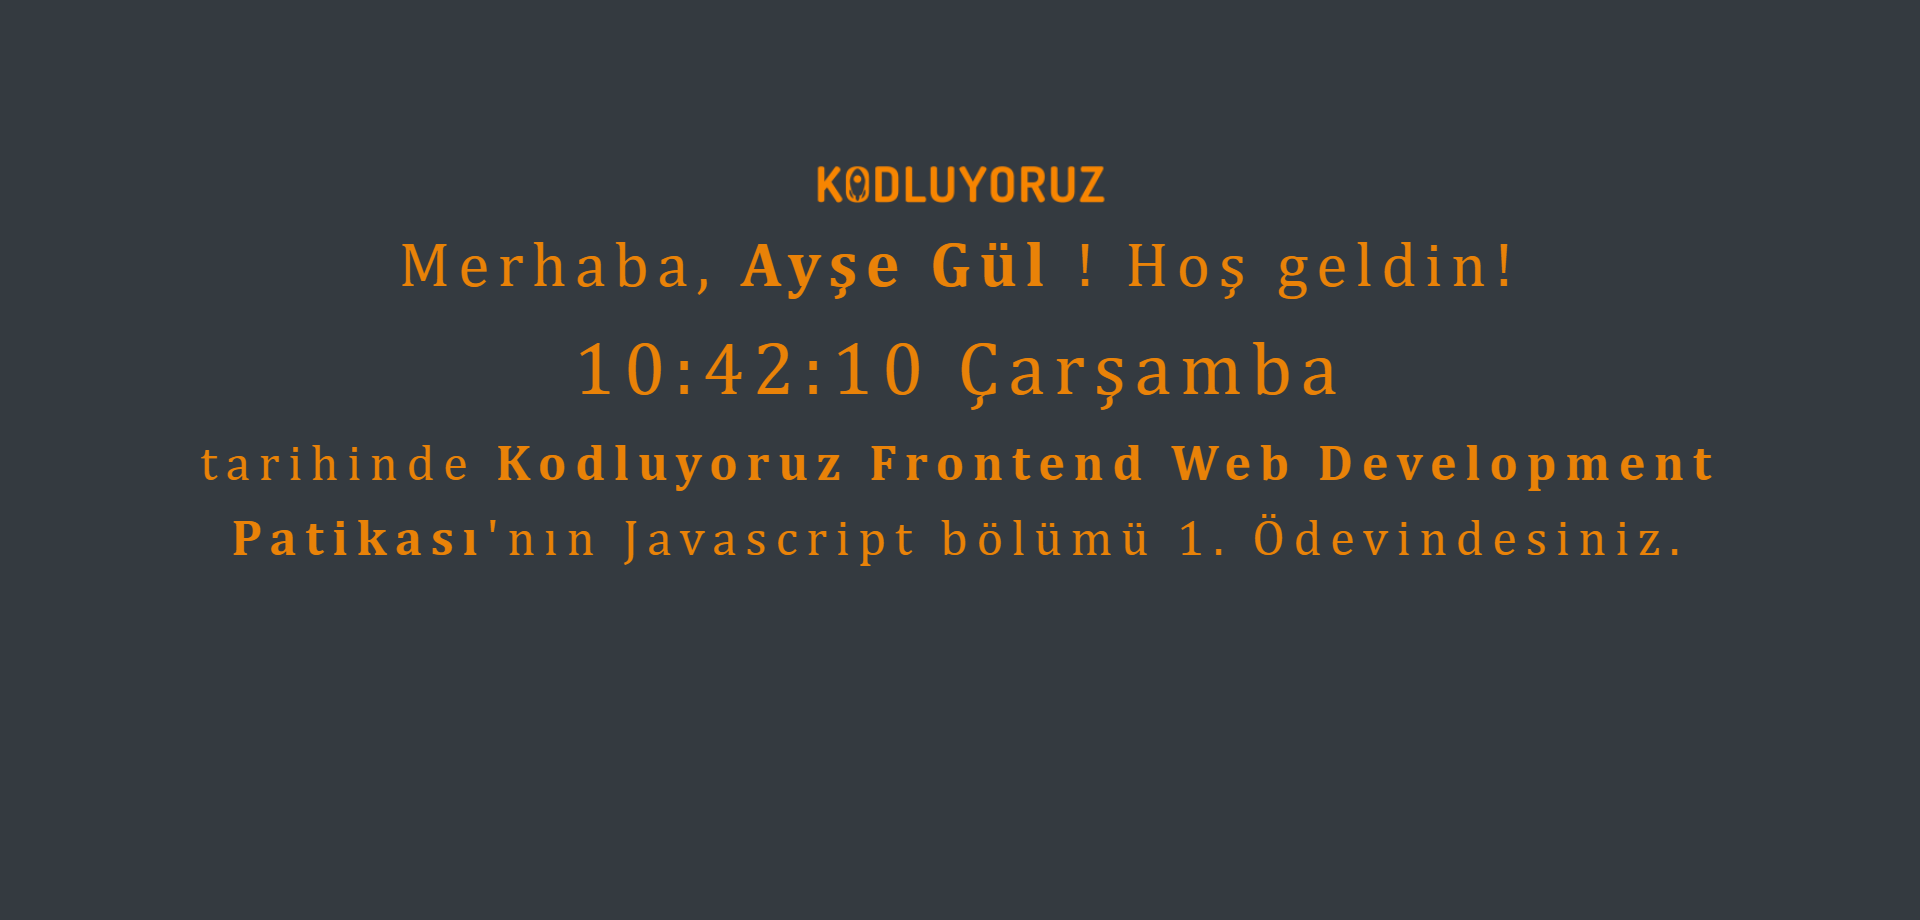 KODLUYORUZ
Merhaba, Ayşe Gül ! Hoş geldin!
10:42:10 Çarşamba
tarihinde Kodluyoruz Frontend Web Development
Patikası'nın Javascript bölümü 1. Ödevindesiniz.